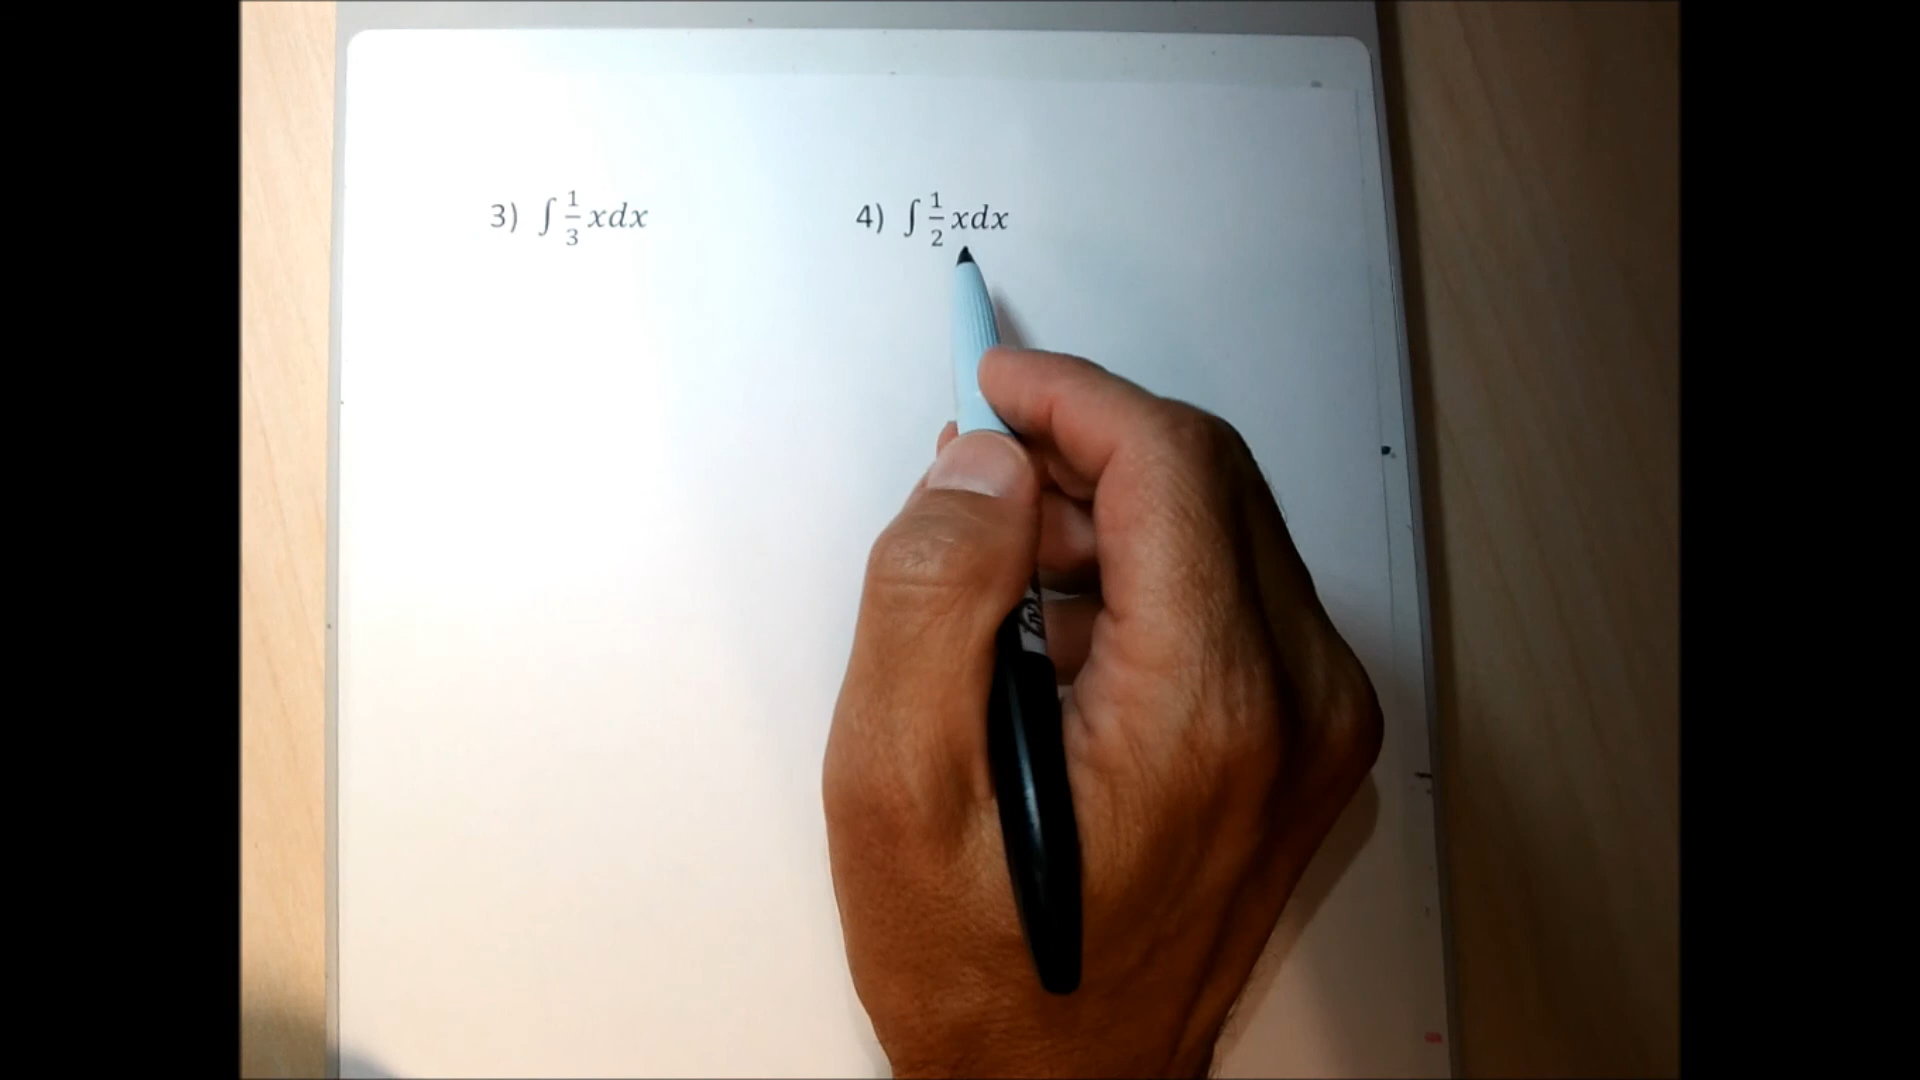 3) ∫ 1/3 xdx 4) ∫ 1/2 xdx